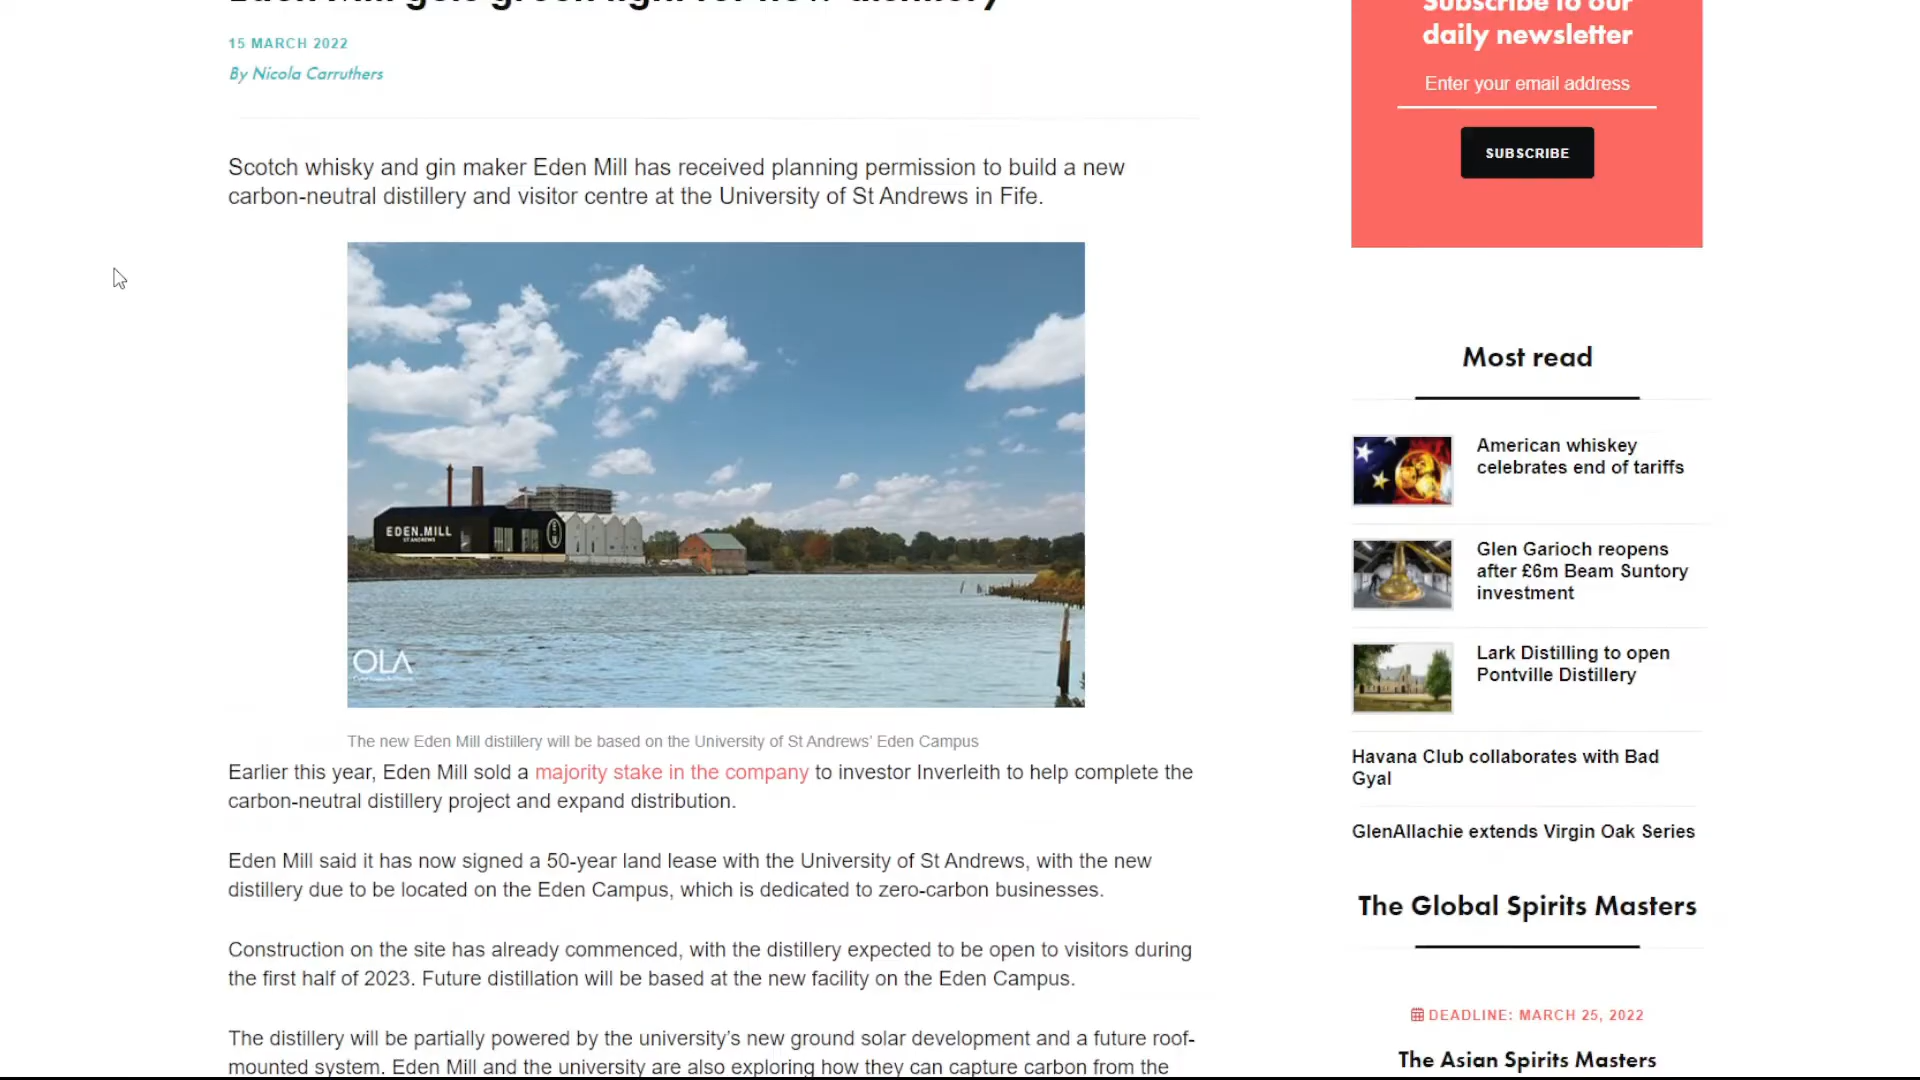 Eden Mill gets green light for new distillery
15 MARCH 2022
By Nicola Carruthers
Scotch whisky and gin maker Eden Mill has received planning permission to build a new
carbon-neutral distillery and visitor centre at the University of St Andrews in Fife.
EDEN.MILL
ST ANDREWS
OLA
The new Eden Mill distillery will be based on the University of St Andrews’ Eden Campus
Earlier this year, Eden Mill sold a majority stake in the company to investor Inverleith to help complete the
carbon-neutral distillery project and expand distribution.
Eden Mill said it has now signed a 50-year land lease with the University of St Andrews, with the new
distillery due to be located on the Eden Campus, which is dedicated to zero-carbon businesses.
Construction on the site has already commenced, with the distillery expected to be open to visitors during
the first half of 2023. Future distillation will be based at the new facility on the Eden Campus.
The distillery will be partially powered by the university’s new ground solar development and a future roof-
mounted system. Eden Mill and the university are also exploring how they can capture carbon from the
Subscribe to our
daily newsletter
Enter your email address
SUBSCRIBE
Most read
American whiskey
celebrates end of tariffs
Glen Garioch reopens
after £6m Beam Suntory
investment
Lark Distilling to open
Pontville Distillery
Havana Club collaborates with Bad
Gyal
GlenAllachie extends Virgin Oak Series
The Global Spirits Masters
DEADLINE: MARCH 25, 2022
The Asian Spirits Masters